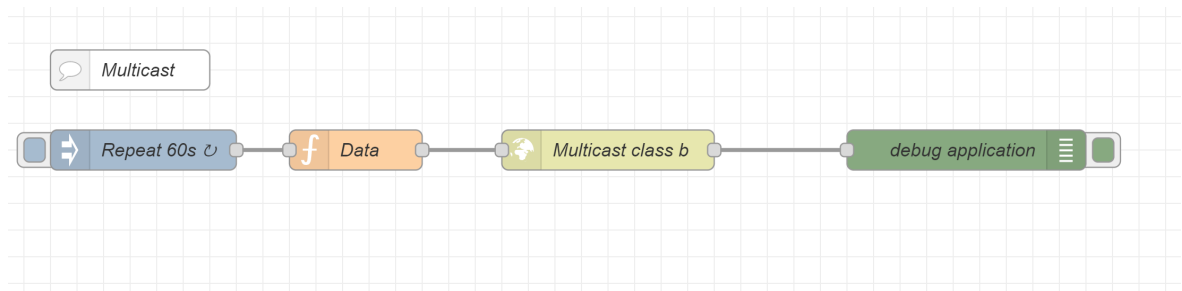 Multicast
Repeat 60s ↻
Data
Multicast class b
debug application